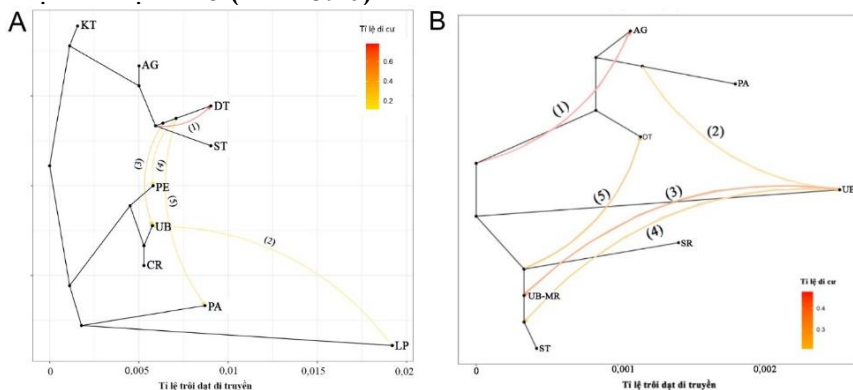 A
KT
AG
DT
(1)
ST
(3)
(4)
PE
(5)
UB
(2)
CR
PA
LP
Tỉ lệ di cư
0.6
0.4
0.2
0
0,005
0,01
0,015
0,02
Tỉ lệ trôi dạt di truyền
B
AG
PA
(1)
DT
(2)
(5)
(3)
UB
(4)
SR
UB-MR
ST
Tỉ lệ di cư
0.4
0.3
0
0,001
0,002
Tỉ lệ trôi dạt di truyền